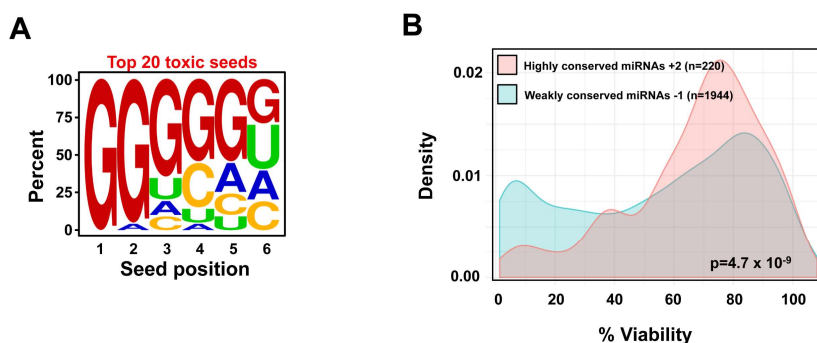 A
Top 20 toxic seeds
100
75
50
25
0
Percent
G G G G G G
U
A
C
A
U
A
C
C
U
A
A
C
U
U
A
C
1 2 3 4 5 6
Seed position
B
Highly conserved miRNAs +2 (n=220)
Weakly conserved miRNAs -1 (n=1944)
0.02
0.01
0.00
Density
p=4.7 x 10-9
0 20 40 60 80 100
% Viability